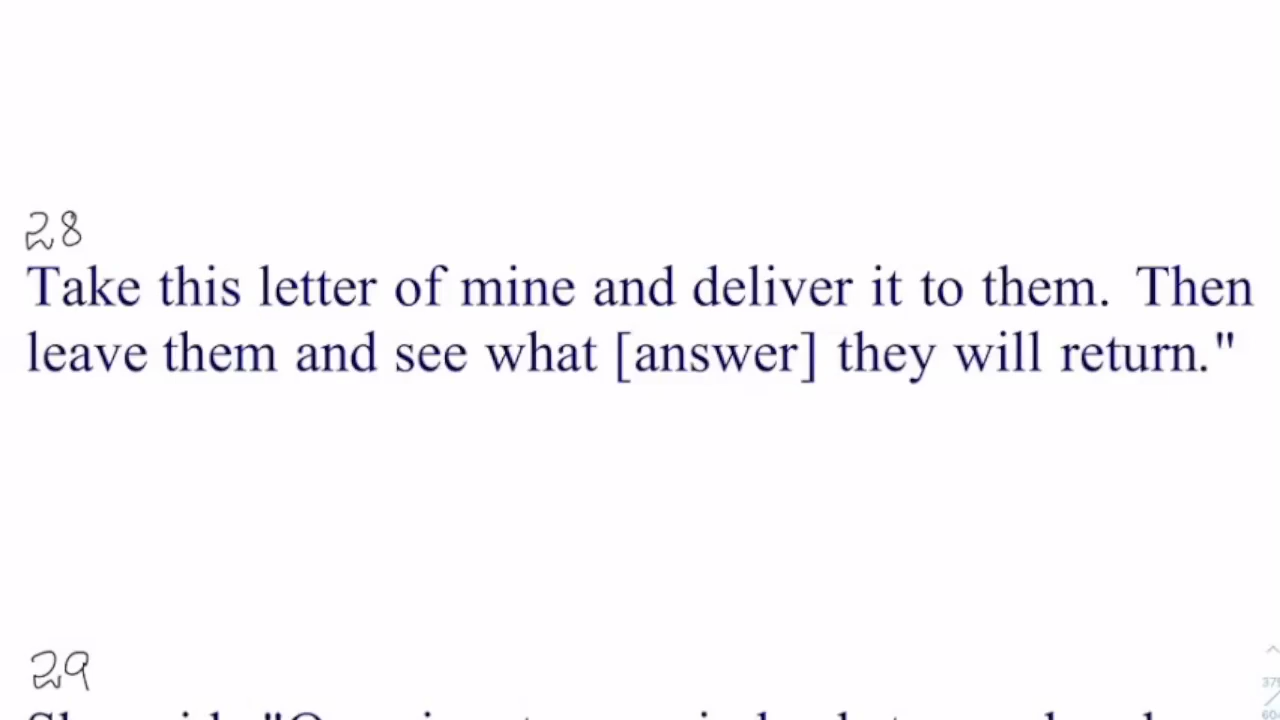 28
Take this letter of mine and deliver it to them. Then
leave them and see what [answer] they will return."
29